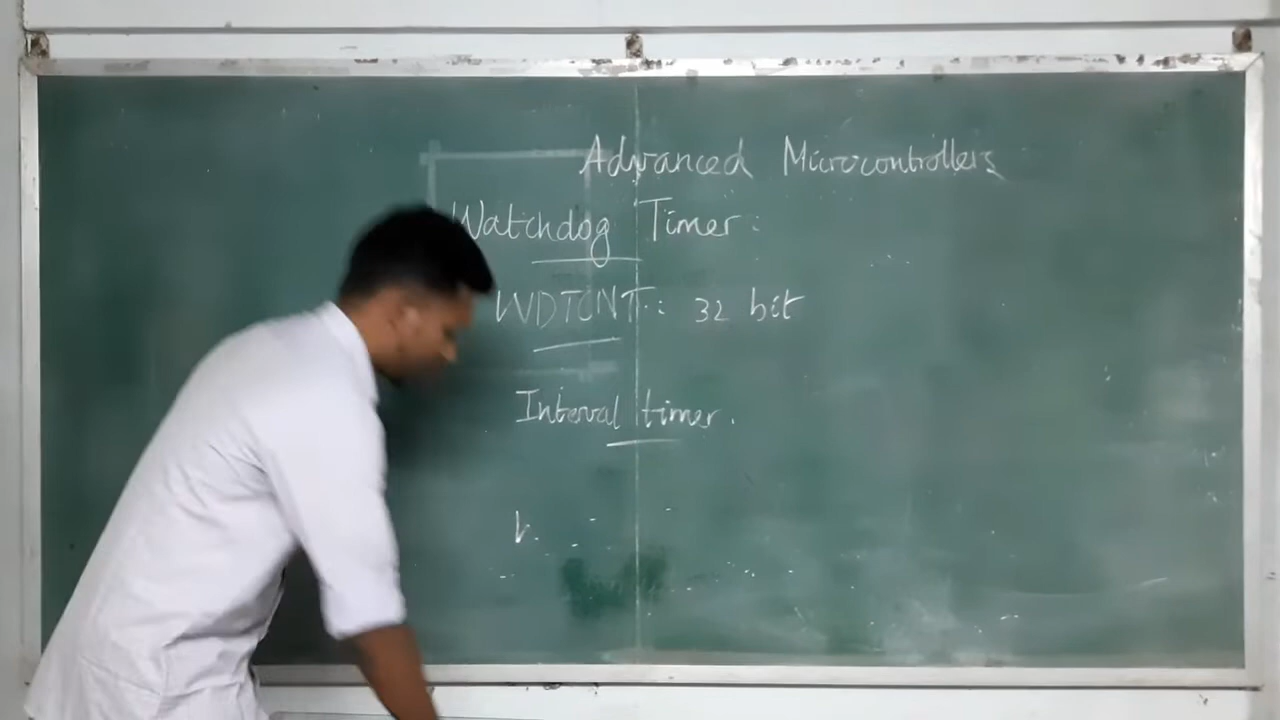 Advanced Microcontrollers
Watchdog Timer:
WDTCNT: 32 bit
Interval timer.